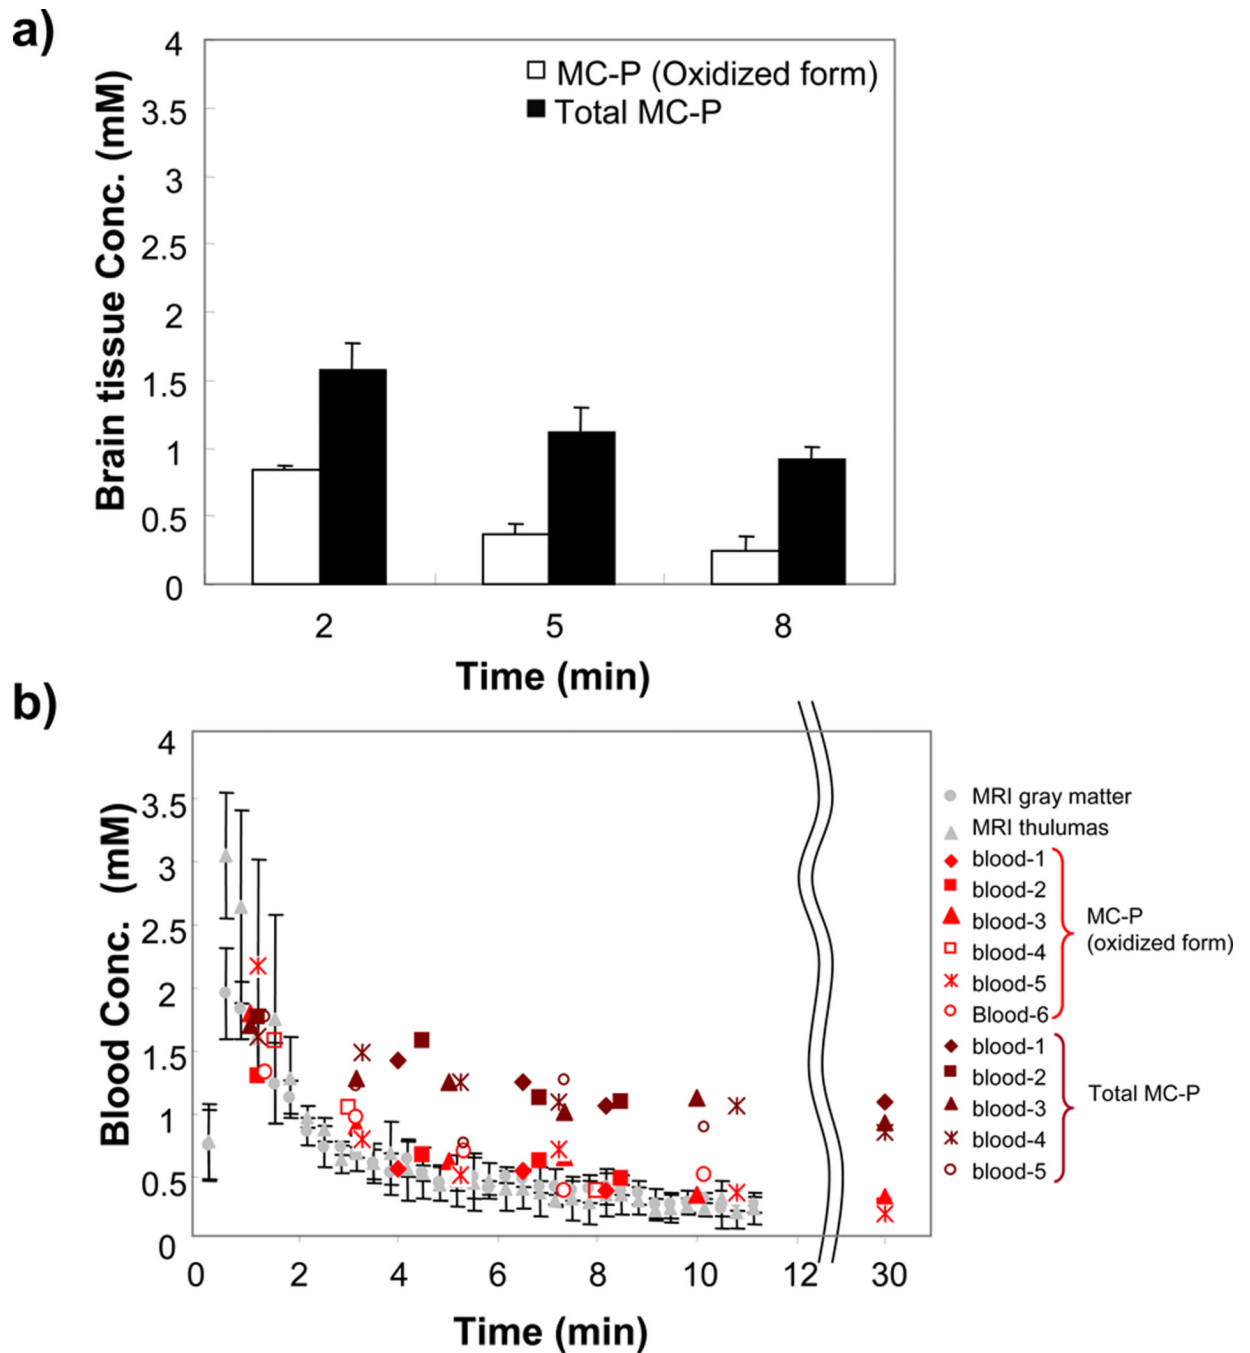 a)
Brain tissue Conc. (mM)
4
3.5
3
2.5
2
1.5
1
0.5
0
MC-P (Oxidized form)
Total MC-P
2 5 8
Time (min)
b)
Blood Conc. (mM)
4
3.5
3
2.5
2
1.5
1
0.5
0
0 2 4 6 8 10 12 30
Time (min)
MRI gray matter
MRI thulumas
blood-1
blood-2
blood-3
blood-4
blood-5
Blood-6
MC-P
(oxidized form)
blood-1
blood-2
blood-3
blood-4
blood-5
Total MC-P